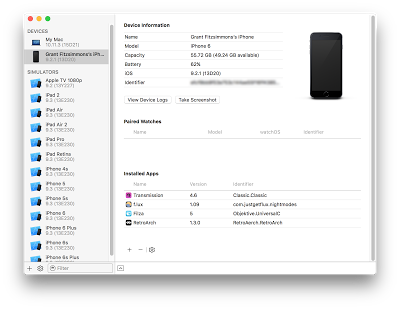 DEVICES
My Mac
10.11.3 (15D21)
Grant Fitzsimmons's iPh...
9.2.1 (13D20)
SIMULATORS
Apple TV 1080p
9.2 (13Y227)
iPad 2
9.3 (13E230)
iPad Air
9.3 (13E230)
iPad Air 2
9.3 (13E230)
iPad Pro
9.3 (13E230)
iPad Retina
9.3 (13E230)
iPhone 4s
9.3 (13E230)
iPhone 5
9.3 (13E230)
iPhone 5s
9.3 (13E230)
iPhone 6
9.3 (13E230)
iPhone 6 Plus
9.3 (13E230)
iPhone 6s
9.3 (13E230)
iPhone 6s Plus
Filter
Device Information
Name Grant Fitzsimmons's iPhone
Model iPhone 6
Capacity 55.72 GB (49.24 GB available)
Battery 62%
iOS 9.2.1 (13D20)
Identifier
View Device Logs Take Screenshot
Paired Watches
Name Model watchOS Identifier
Installed Apps
Name Version Identifier
Transmission 4.6 Classic.Classic
f.lux 1.09 com.justgetflux.nightmodes
Fliza 5 Objektive.UniversalC
RetroArch 1.3.0 RetroArch.RetroArch